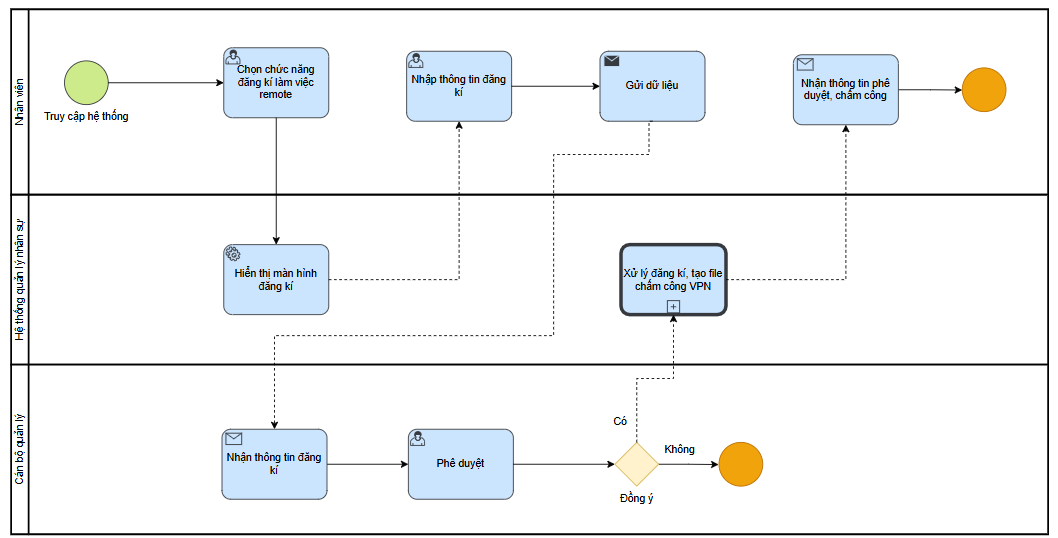 Nhân viên
Truy cập hệ thống
Chọn chức năng
đăng kí làm việc
remote
Nhập thông tin đăng
kí
Gửi dữ liệu
Nhận thông tin phê
duyệt, chấm công
Hệ thống quản lý nhân sự
Hiển thị màn hình
đăng kí
Xử lý đăng kí, tạo file
chấm công VPN
Cán bộ quản lý
Nhận thông tin đăng
kí
Phê duyệt
Có
Không
Đồng ý